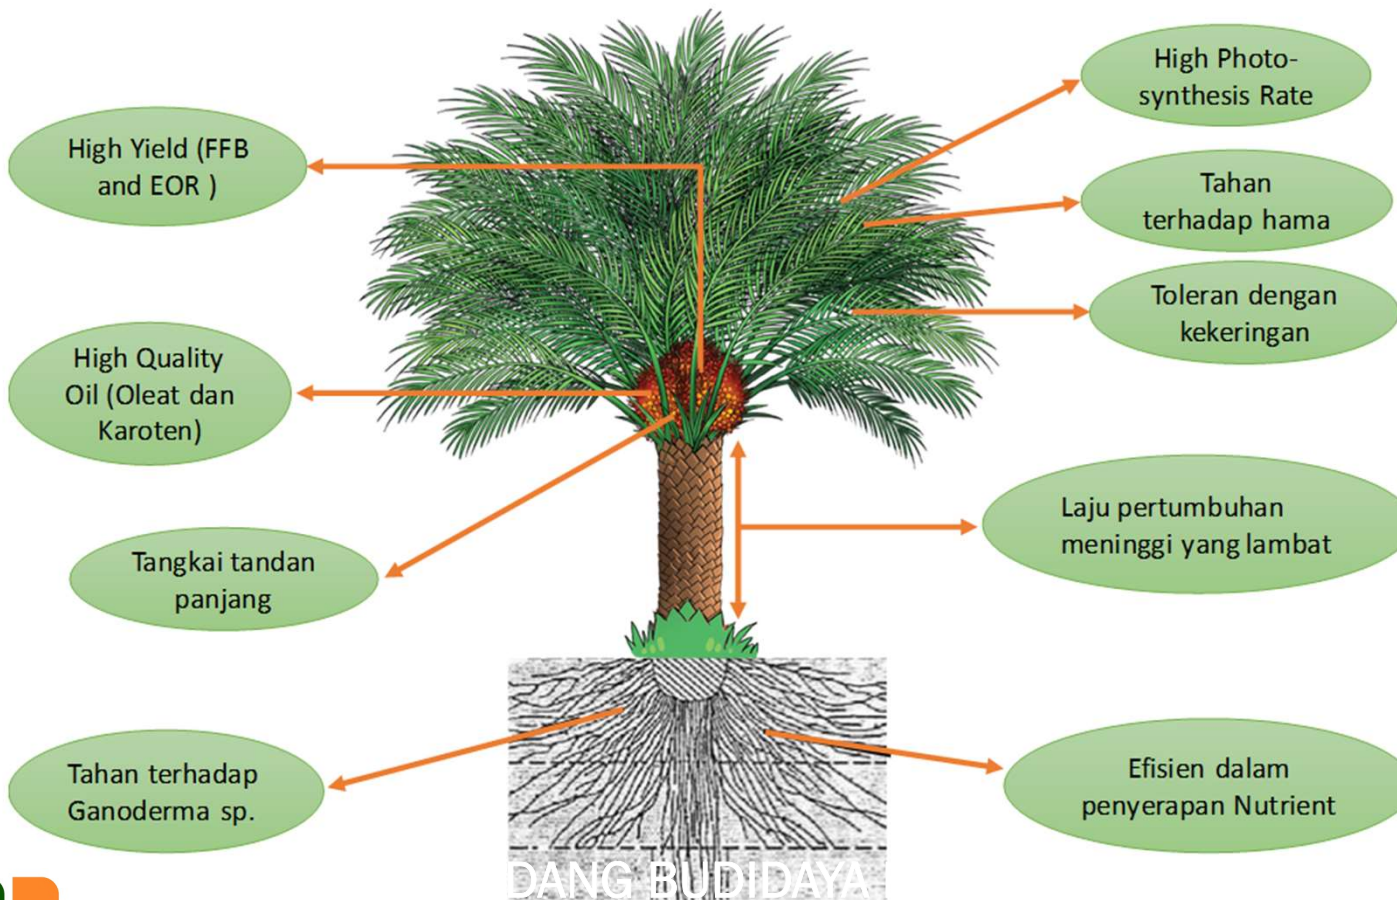 High Yield (FFB
and EOR )
High Quality
Oil (Oleat dan
Karoten)
Tangkai tandan
panjang
Tahan terhadap
Ganoderma sp.
High Photo-
synthesis Rate
Tahan
terhadap hama
Toleran dengan
kekeringan
Laju pertumbuhan
meninggi yang lambat
Efisien dalam
penyerapan Nutrient
DANG BUDIDAYA